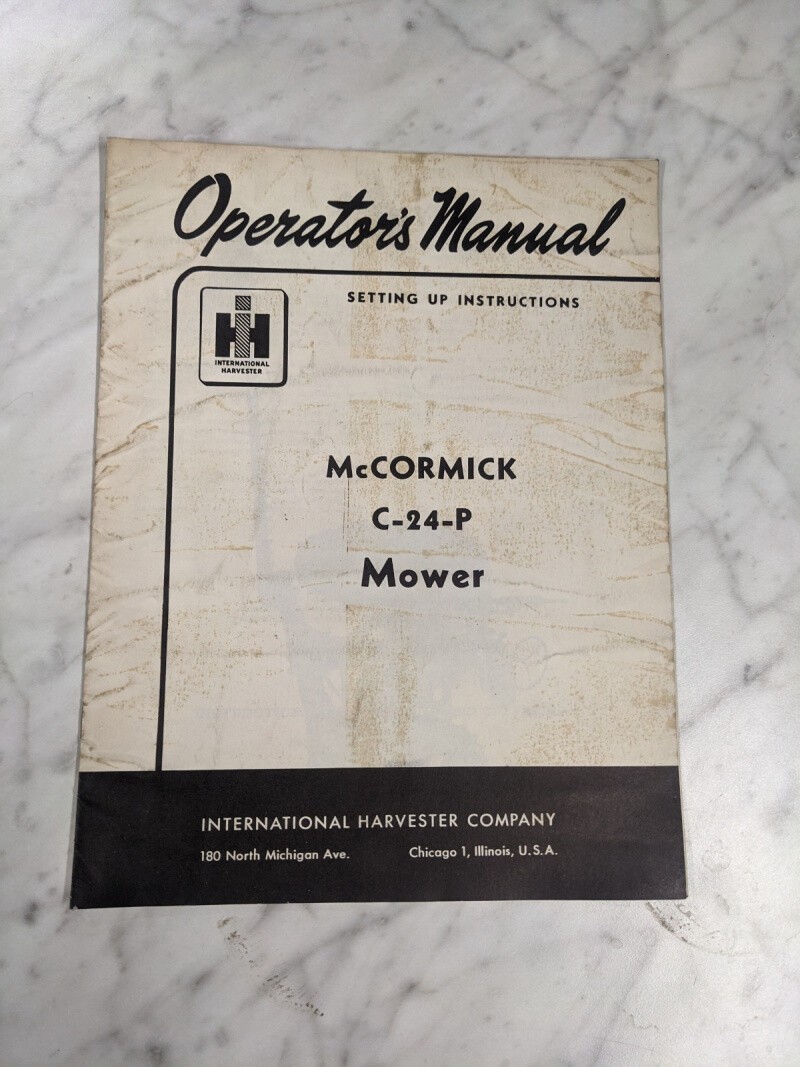 Operator's Manual
SETTING UP INSTRUCTIONS
IH
INTERNATIONAL
HARVESTER
McCORMICK
C-24-P
Mower
INTERNATIONAL HARVESTER COMPANY
180 North Michigan Ave. Chicago 1, Illinois, U.S.A.